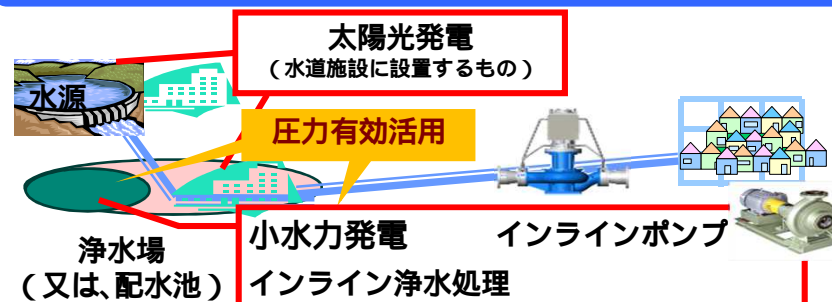 太陽光発電
（水道施設に設置するもの）
水源
圧力有効活用
小水力発電　インラインポンプ
インライン浄水処理
浄水場
（又は、配水池）